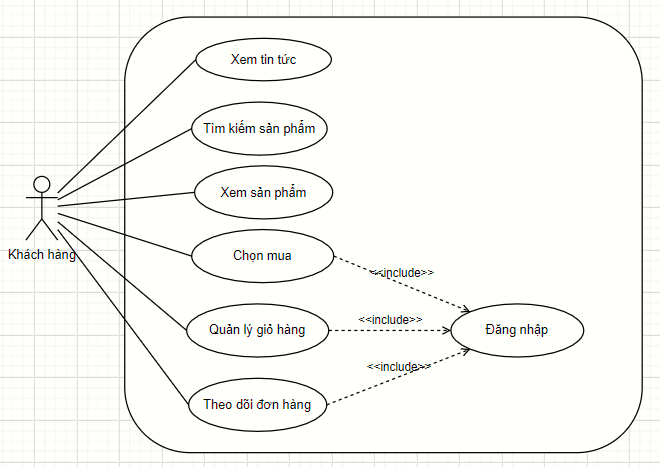 Xem tin tức
Tìm kiếm sản phẩm
Xem sản phẩm
Khách hàng
Chọn mua
<<include>>
Quản lý giỏ hàng
<<include>>
Đăng nhập
<<include>>
Theo dõi đơn hàng